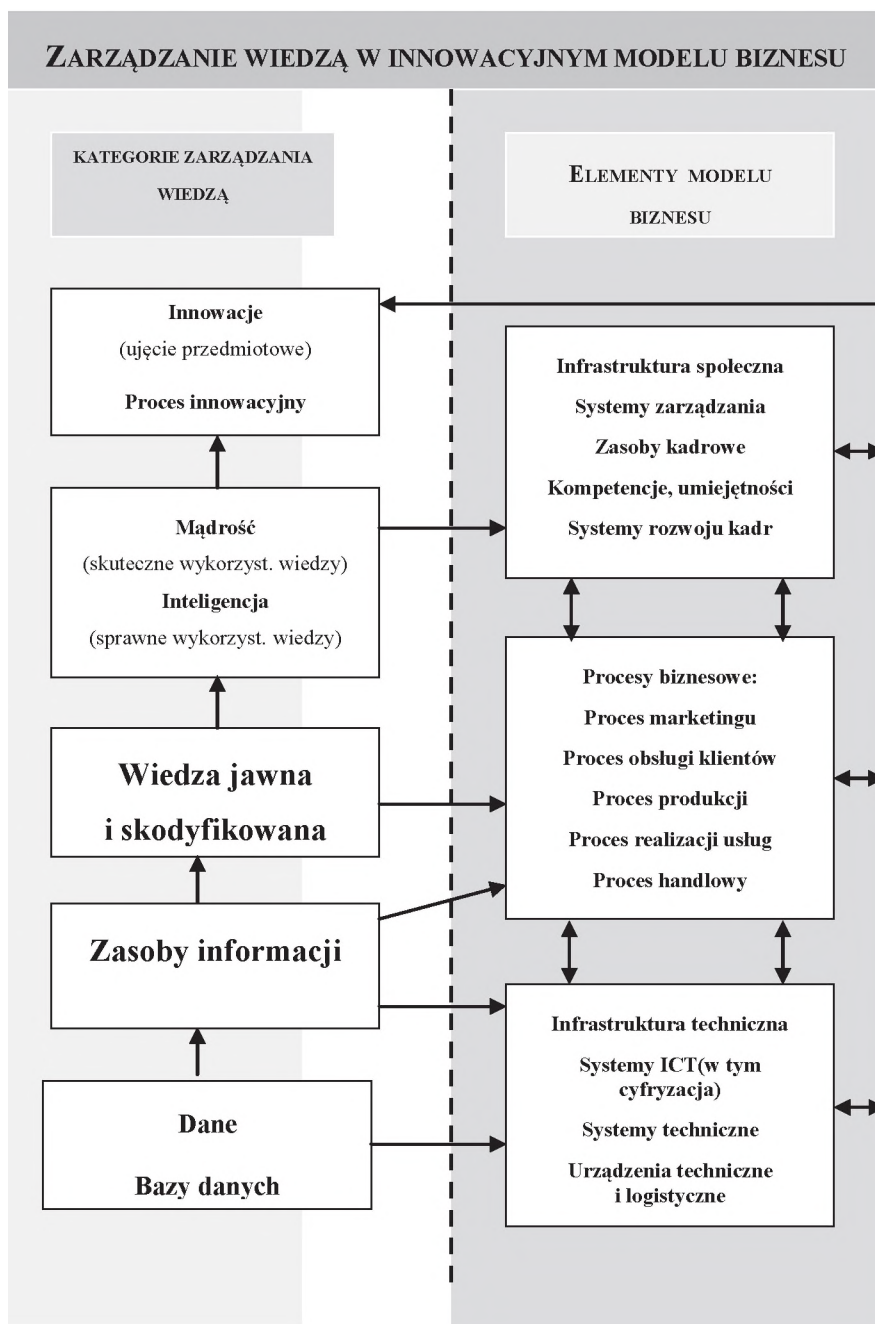 ZARZĄDZANIE WIEDZĄ W INNOWACYJNYM MODELU BIZNESU
KATEGORIE ZARZĄDZANIA
WIEDZĄ
Innowacje
(ujęcie przedmiotowe)
Proces innowacyjny
Mądrość
(skuteczne wykorzyst. wiedzy)
Inteligencja
(sprawne wykorzyst. wiedzy)
Wiedza jawna
i skodyfikowana
Zasoby informacji
Dane
Bazy danych
ELEMENTY MODELU
BIZNESU
Infrastruktura społeczna
Systemy zarządzania
Zasoby kadrowe
Kompetencje, umiejętności
Systemy rozwoju kadr
Procesy biznesowe:
Proces marketingu
Proces obsługi klientów
Proces produkcji
Proces realizacji usług
Proces handlowy
Infrastruktura techniczna
Systemy ICT(w tym
cyfryzacja)
Systemy techniczne
Urządzenia techniczne
i logistyczne